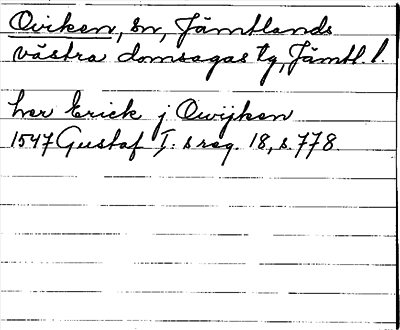 Oviken, sn, Jämtlands
västra domsagas tg, Jämtl. l.
her Erick j Owijken
1547 Gustaf I:s reg. 18, s. 778.